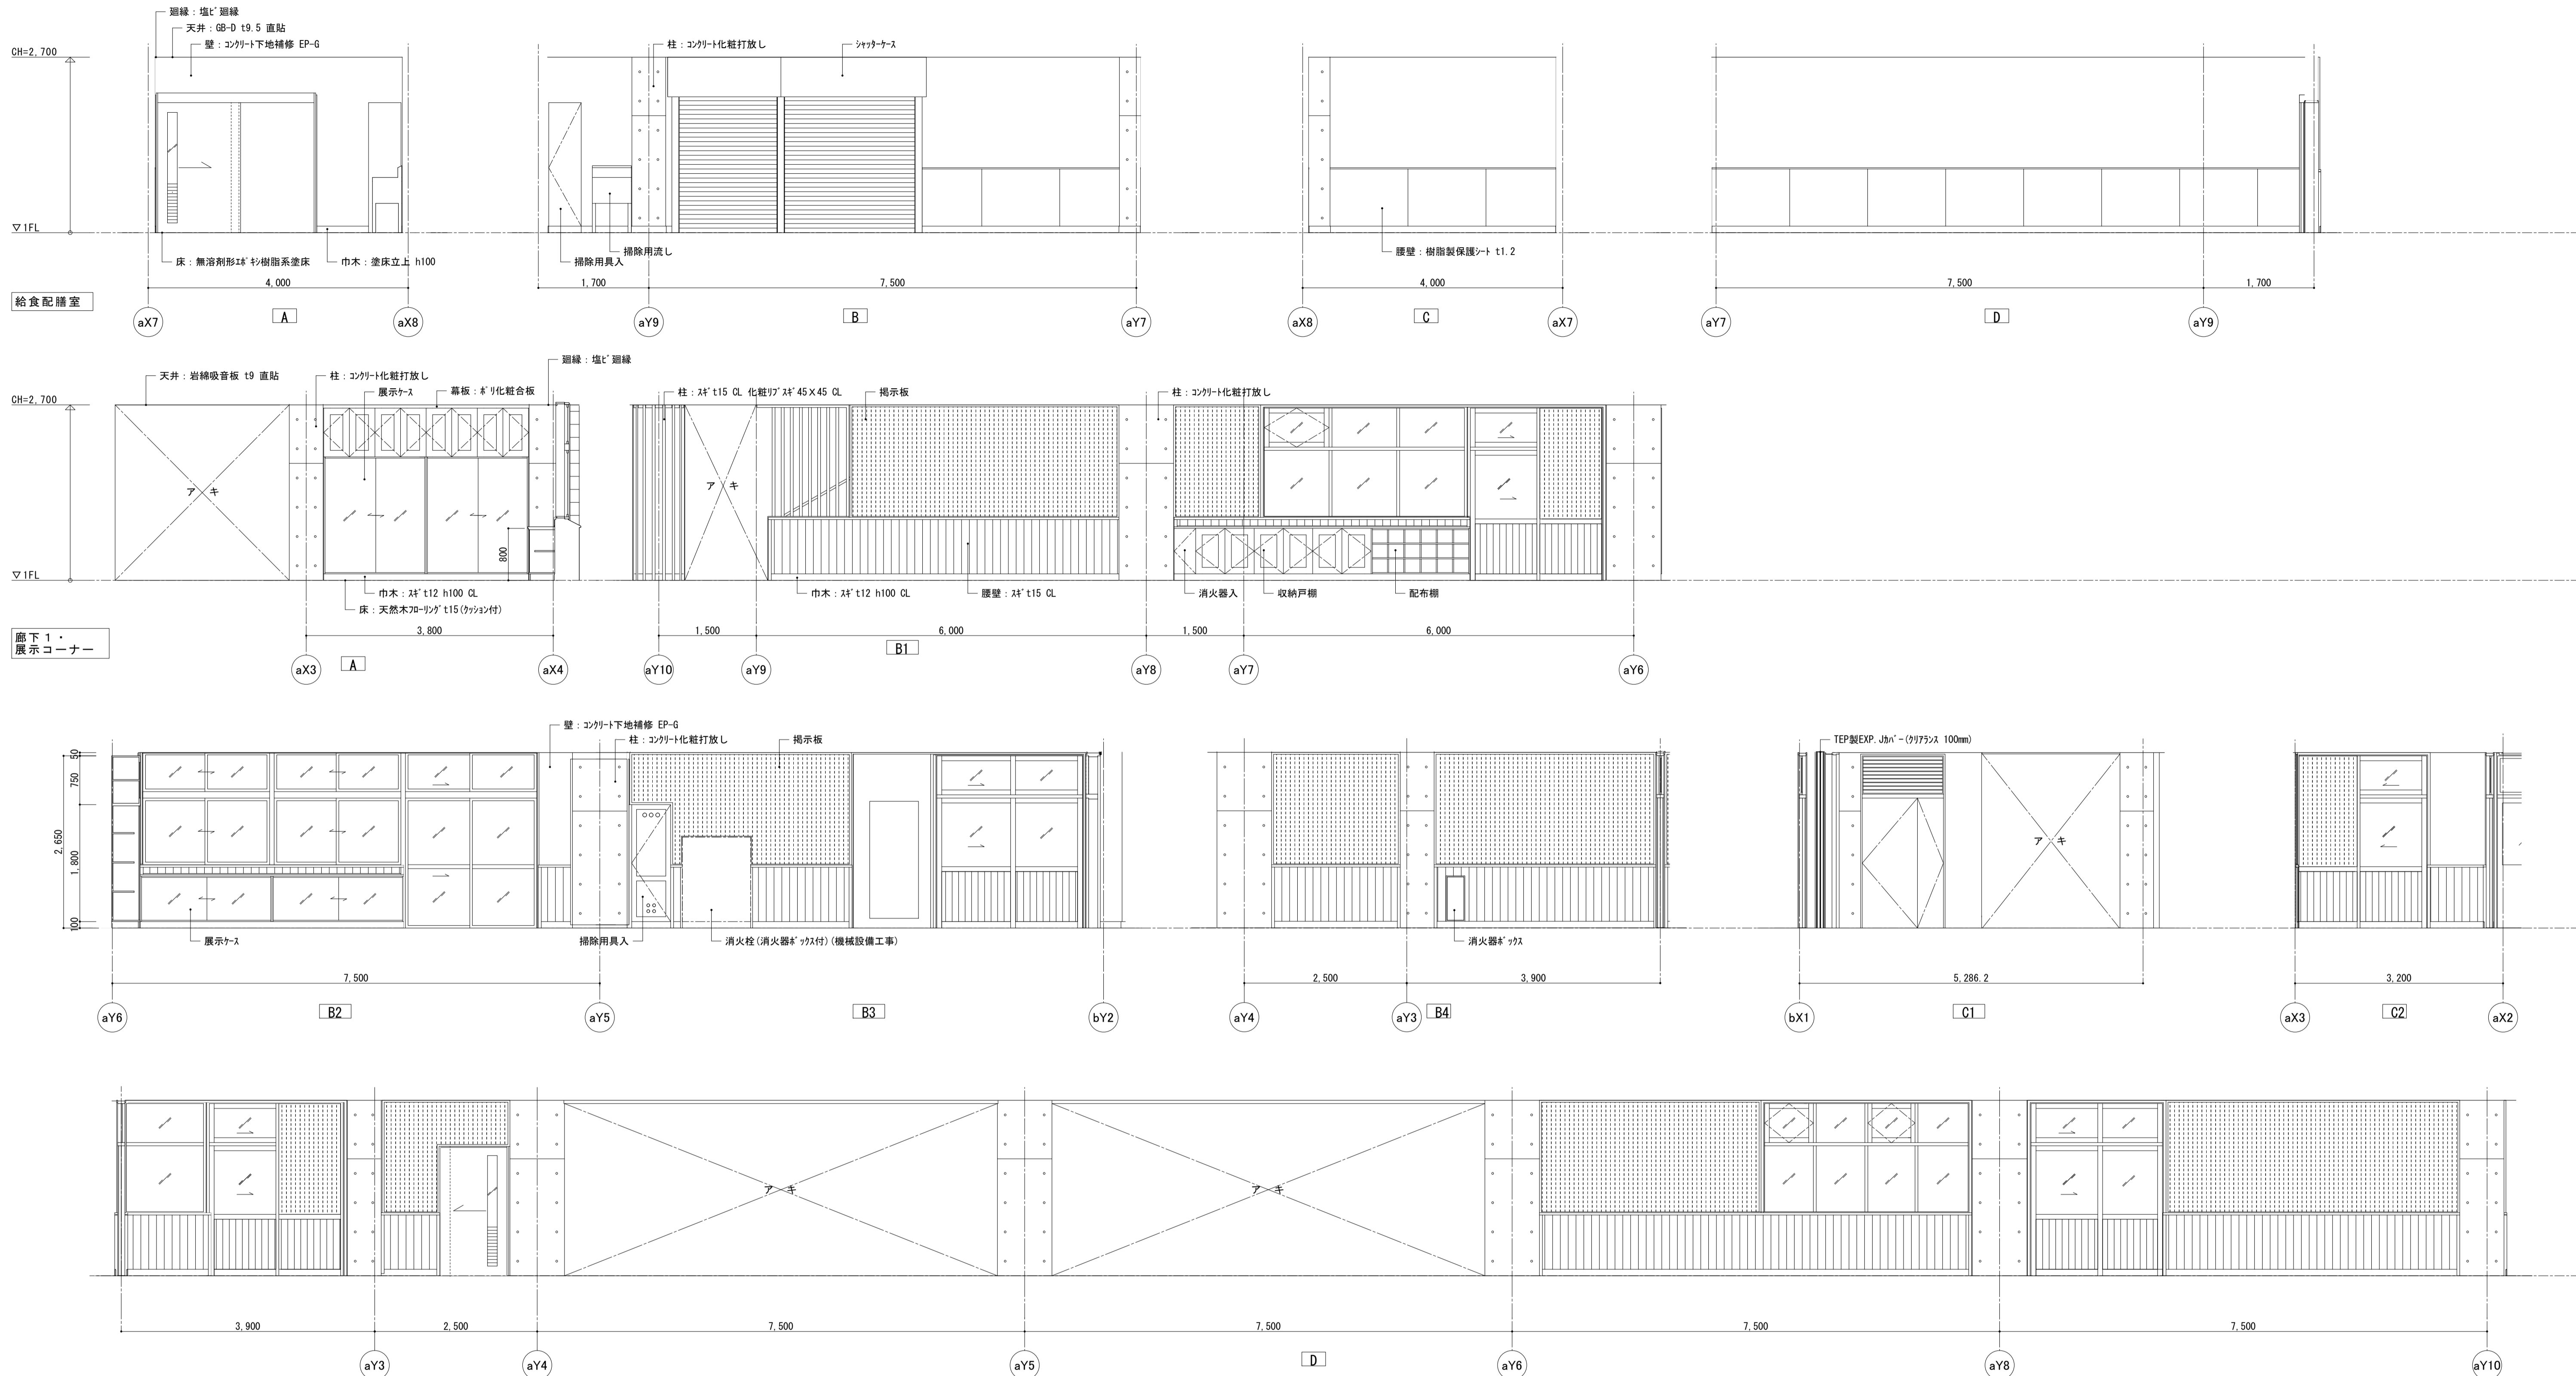 廻縁：塩ﾋﾞ廻縁
天井：GB-D t9.5 直貼
壁：ｺﾝｸﾘｰﾄ下地補修 EP-G
CH=2,700
▽1FL
床：無溶剤形ｴﾎﾟｷｼ樹脂系塗床
巾木：塗床立上 h100
4,000
給食配膳室
aX7
A
aX8
柱：ｺﾝｸﾘｰﾄ化粧打放し
ｼｬｯﾀｰｹｰｽ
掃除用流し
掃除用具入
1,700
7,500
aY9
B
aY7
腰壁：樹脂製保護ｼｰﾄ t1.2
4,000
aX8
C
aX7
7,500
1,700
aY7
D
aY9
天井：岩綿吸音板 t9 直貼
廻縁：塩ﾋﾞ廻縁
柱：ｺﾝｸﾘｰﾄ化粧打放し
展示ｹｰｽ
幕板：ﾎﾟﾘ化粧合板
CH=2,700
アキ
800
▽1FL
巾木：ｽｷﾞt12 h100 CL
床：天然木ﾌﾛｰﾘﾝｸﾞt15(ｸｯｼｮﾝ付)
3,800
廊下１・
展示コーナー
aX3
A
aX4
柱：ｽｷﾞt15 CL 化粧ﾘﾌﾞｽｷﾞ45×45 CL
掲示板
柱：ｺﾝｸﾘｰﾄ化粧打放し
アキ
巾木：ｽｷﾞt12 h100 CL
腰壁：ｽｷﾞt15 CL
消火器入
収納戸棚
配布棚
1,500
6,000
1,500
6,000
aY10
aY9
B1
aY8
aY7
aY6
壁：ｺﾝｸﾘｰﾄ下地補修 EP-G
柱：ｺﾝｸﾘｰﾄ化粧打放し
掲示板
50
750
2,650
1,800
100
展示ｹｰｽ
掃除用具入
消火栓(消火器ﾎﾞｯｸｽ付)(機械設備工事)
7,500
aY6
B2
aY5
B3
bY2
消火器ﾎﾞｯｸｽ
2,500
3,900
aY4
aY3
B4
TEP製EXP.Jｶﾊﾞｰ(ｸﾘｱﾗﾝｽ 100mm)
アキ
5,286.2
bX1
C1
3,200
aX3
C2
aX2
アキ
アキ
3,900
2,500
7,500
7,500
7,500
7,500
aY3
aY4
aY5
D
aY6
aY8
aY10